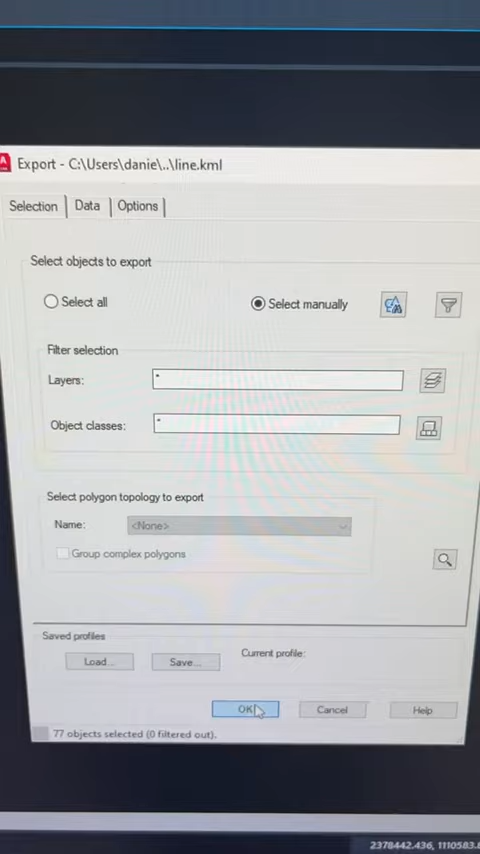 Export - C:\Users\danie\..\line.kml
Selection Data Options
Select objects to export
Select all Select manually
Filter selection
Layers: *
Object classes: *
Select polygon topology to export
Name: <None>
Group complex polygons
Saved profiles
Load... Save... Current profile:
OK Cancel Help
77 objects selected (0 filtered out).
2378442.436, 1110583.